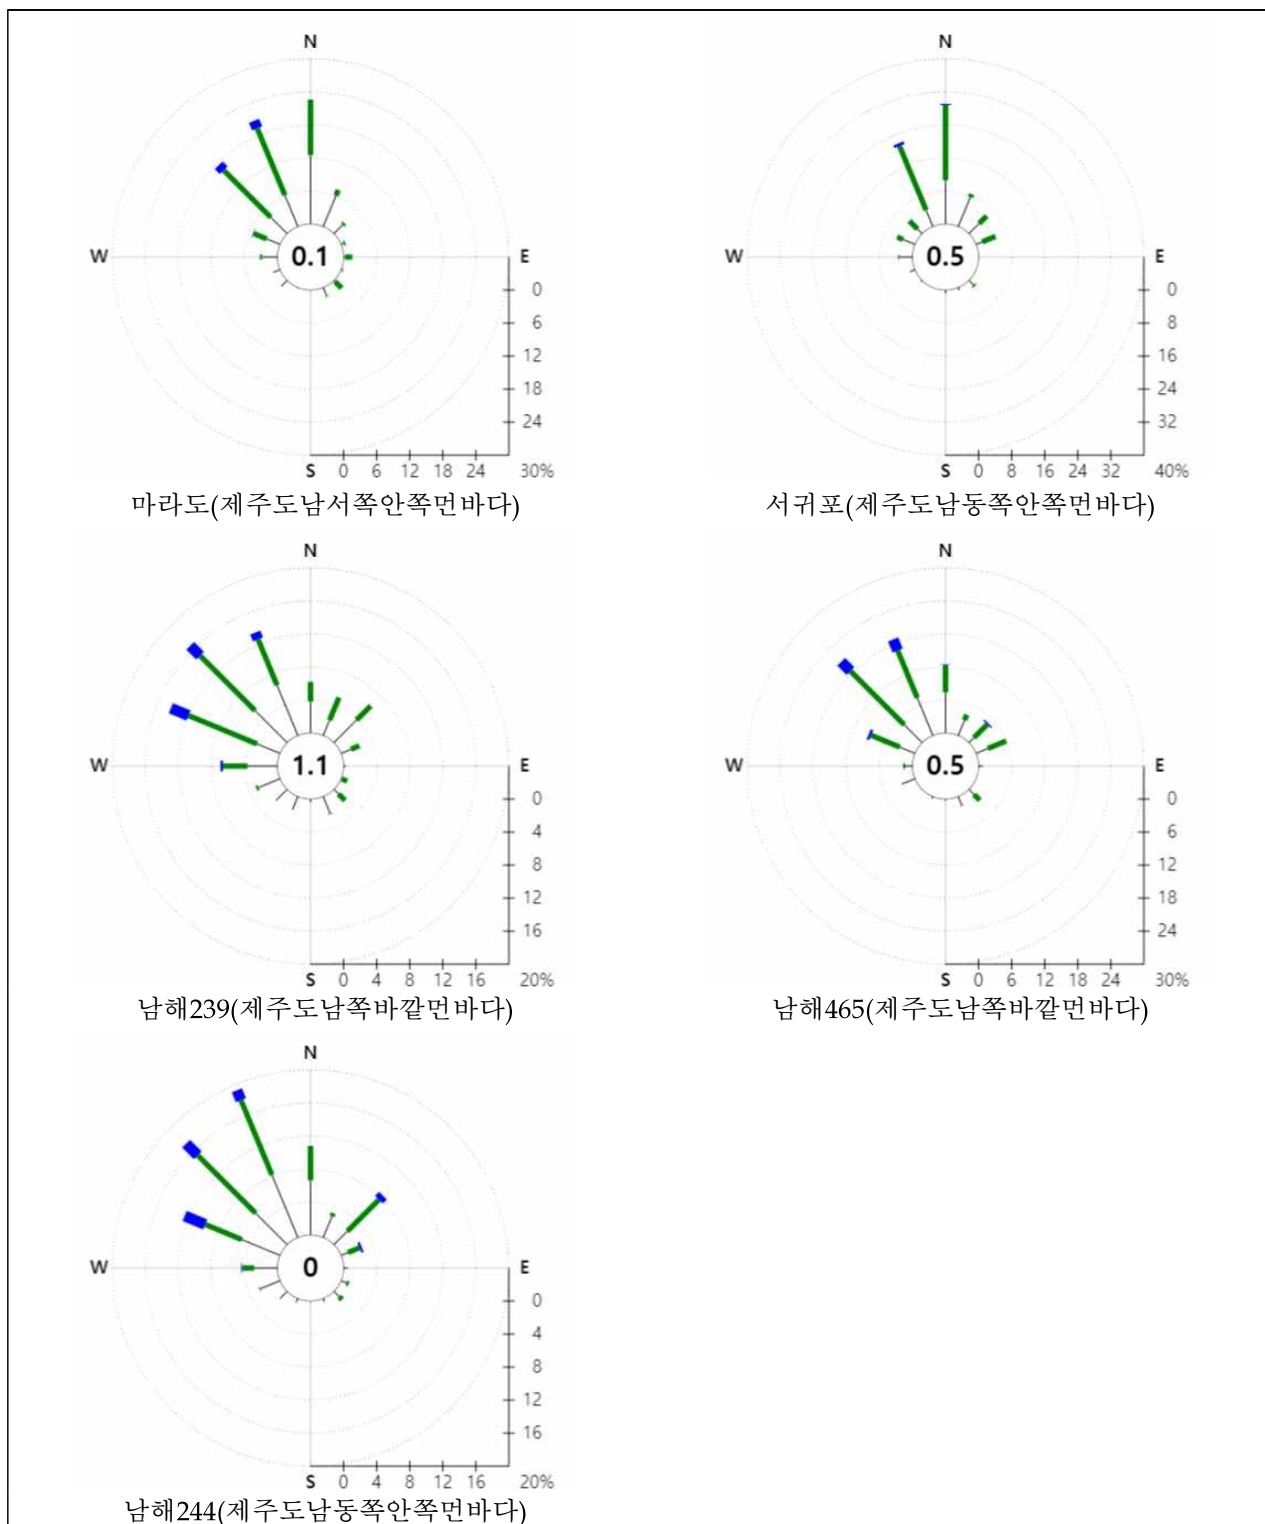 N N
W 0.1 E W 0.5 E
0 0
6 8
12 16
18 24
24 32
S 0 6 12 18 24 30% S 0 8 16 24 32 40%
마라도(제주도남서쪽안쪽먼바다) 서귀포(제주도남동쪽안쪽먼바다)
N N
W 1.1 E W 0.5 E
0 0
4 6
8 12
12 18
16 24
S 0 4 8 12 16 20% S 0 6 12 18 24 30%
남해239(제주도남쪽바깥먼바다) 남해465(제주도남쪽바깥먼바다)
N
W 0 E
0
4
8
12
16
S 0 4 8 12 16 20%
남해244(제주도남동쪽안쪽먼바다)